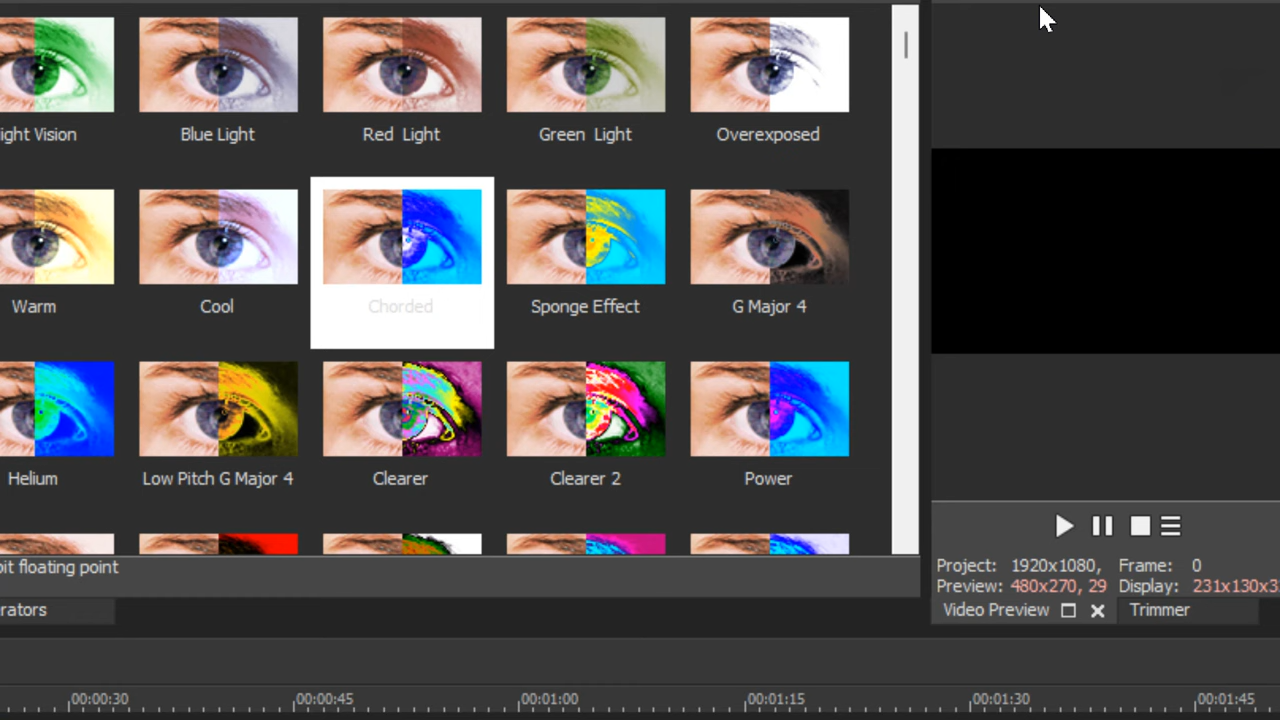 ight Vision
Blue Light
Red Light
Green Light
Overexposed
Warm
Cool
Chorded
Sponge Effect
G Major 4
Helium
Low Pitch G Major 4
Clearer
Clearer 2
Power
bit floating point
rators
Project: 1920x1080, Frame: 0
Preview: 480x270, 29 Display: 231x130x3
Video Preview Trimmer
00:00:30 00:00:45 00:01:00 00:01:15 00:01:30 00:01:45